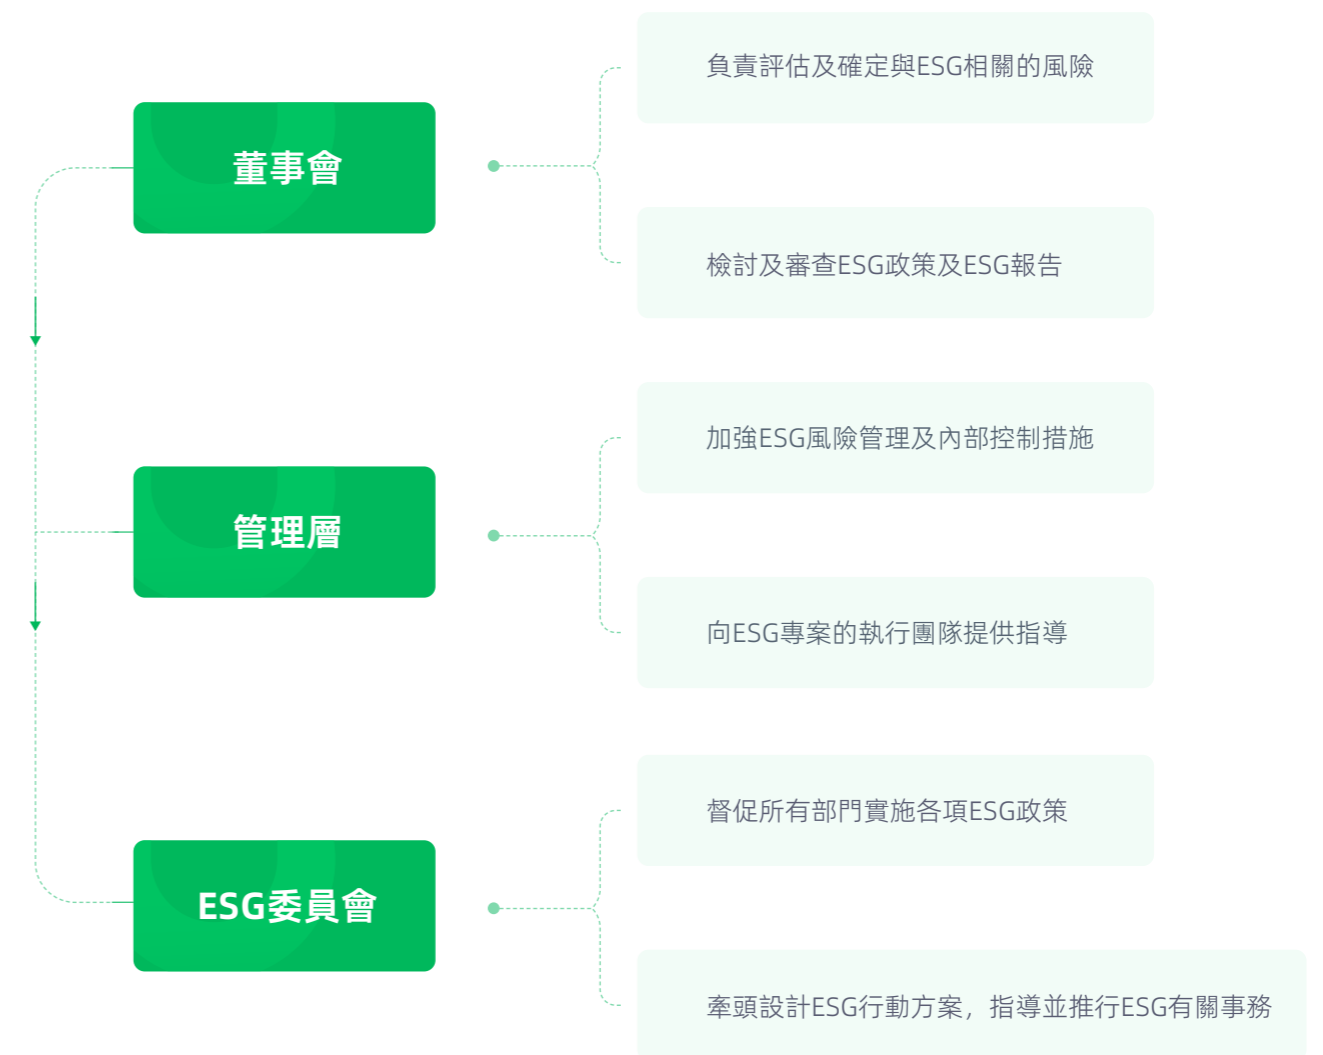 董事會
負責評估及確定與ESG相關的風險
檢討及審查ESG政策及ESG報告
管理層
加強ESG風險管理及內部控制措施
向ESG專案的執行團隊提供指導
ESG委員會
督促所有部門實施各項ESG政策
牽頭設計ESG行動方案，指導並推行ESG有關事務